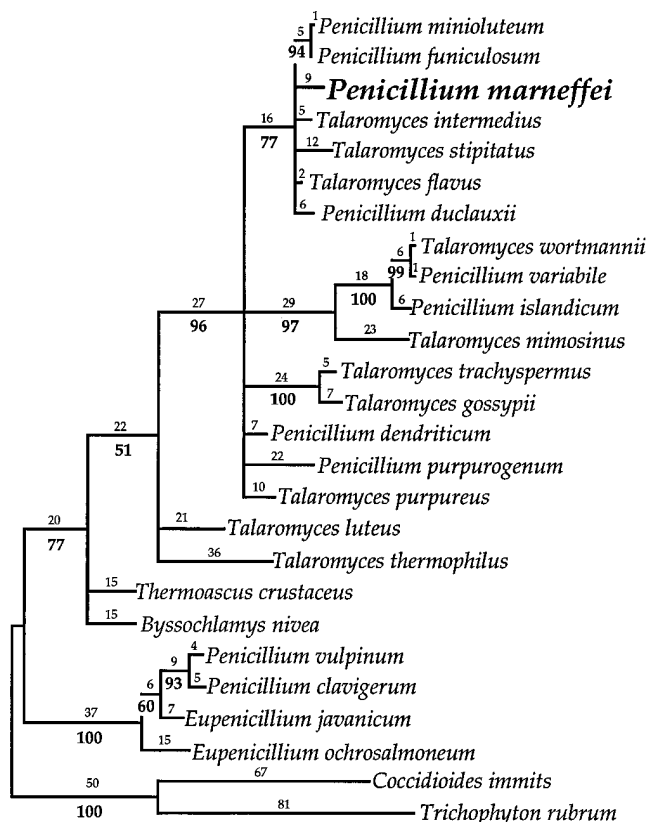 1
5 Penicillium minioluteum
94 Penicillium funiculosum
9 Penicillium marneffei
16 5 Talaromyces intermedius
77 12 Talaromyces stipitatus
2 Talaromyces flavus
6 Penicillium duclauxii
1 Talaromyces wortmannii
6
99 1 Penicillium variabile
18
100 6 Penicillium islandicum
27 29
96 97 23 Talaromyces mimosinus
5 Talaromyces trachyspermus
24
100 7 Talaromyces gossypii
7 Penicillium dendriticum
22
51 22 Penicillium purpurogenum
10 Talaromyces purpureus
20 21 Talaromyces luteus
77 36 Talaromyces thermophilus
15 Thermoascus crustaceus
15 Byssochlamys nivea
4 Penicillium vulpinum
9
93 5 Penicillium clavigerum
6
60 7 Eupenicillium javanicum
37
100 15 Eupenicillium ochrosalmoneum
50 67 Coccidioides immits
100 81 Trichophyton rubrum